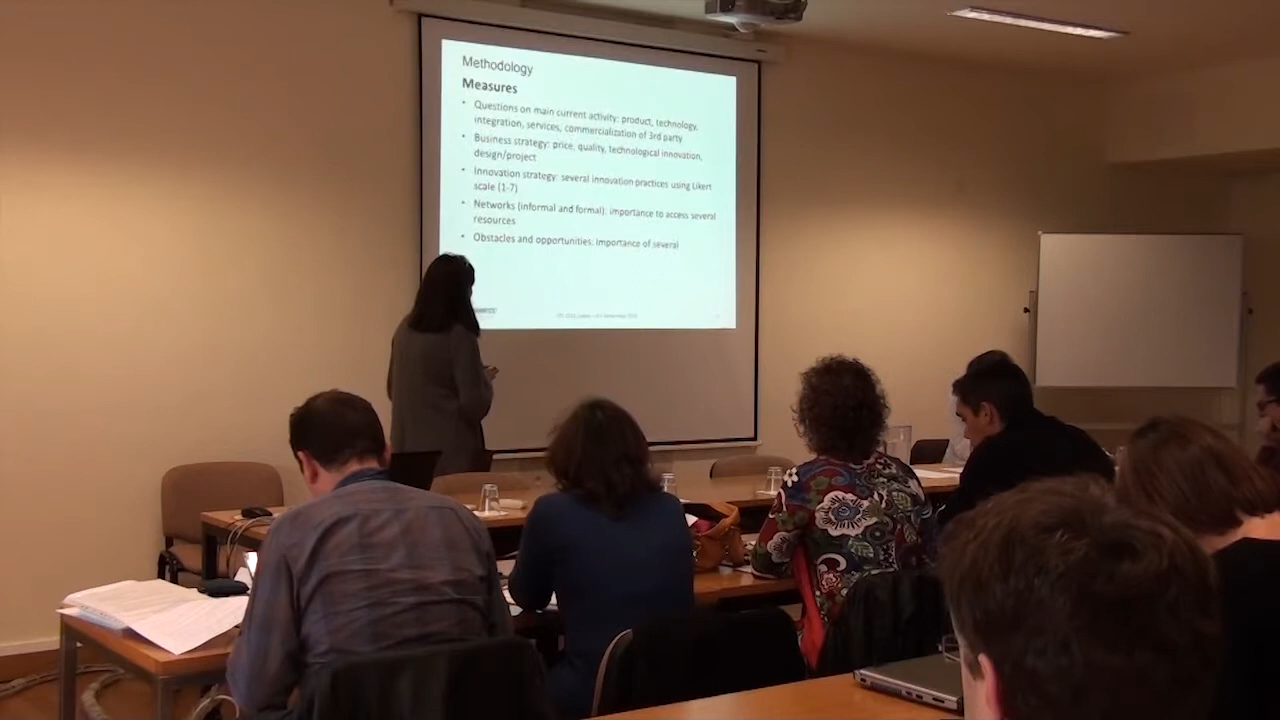 Methodology
Measures
• Questions on main current activity: product, technology,
integration, services, commercialization of 3rd party
• Business strategy: price, quality, technological innovation,
design/project
• Innovation strategy: several innovation practices using Likert
scale (1-7)
• Networks (informal and formal): importance to access several
resources
• Obstacles and opportunities: importance of several